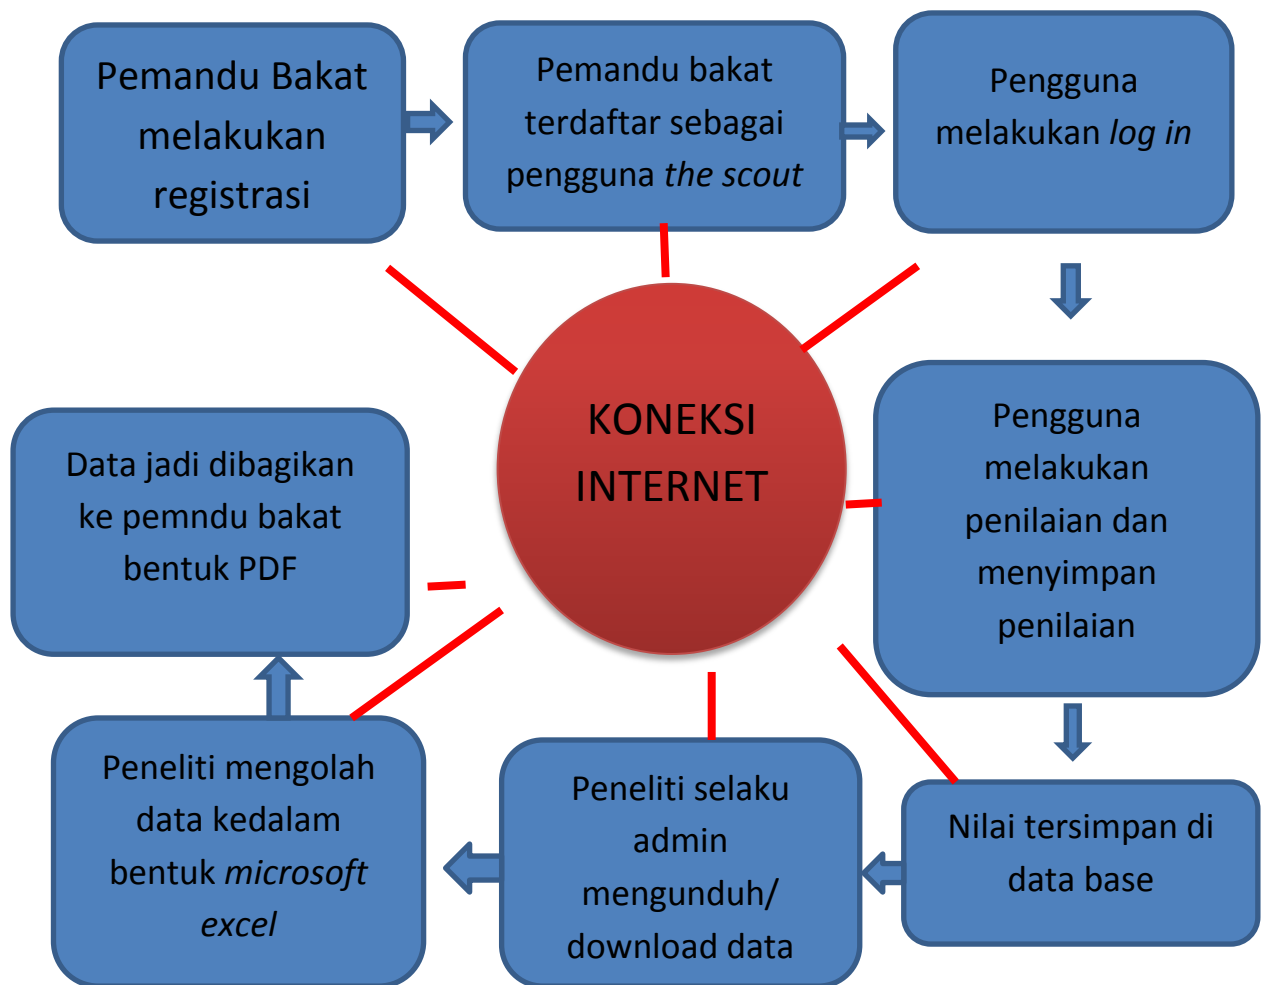 Pemandu Bakat
melakukan
registrasi
Pemandu bakat
terdaftar sebagai
pengguna the scout
Pengguna
melakukan log in
KONEKSI
INTERNET
Pengguna
melakukan
penilaian dan
menyimpan
penilaian
Nilai tersimpan di
data base
Peneliti selaku
admin
mengunduh/
download data
Peneliti mengolah
data kedalam
bentuk microsoft
excel
Data jadi dibagikan
ke pemndu bakat
bentuk PDF